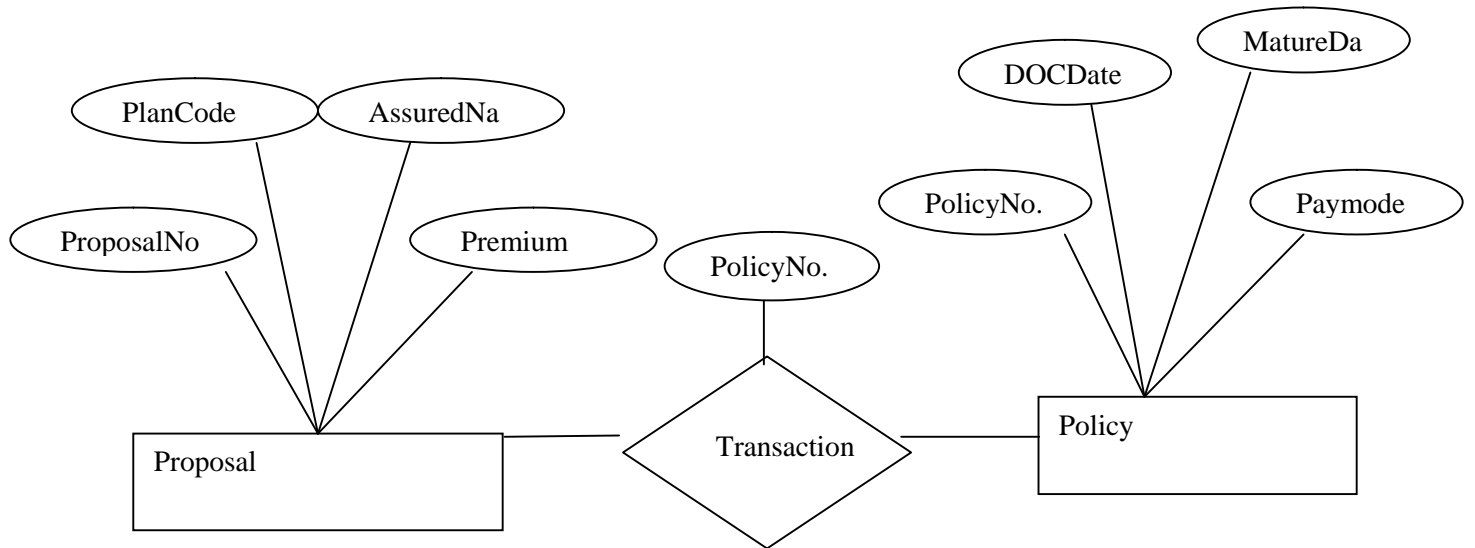 MatureDa
DOCDate
PlanCode
AssuredNa
PolicyNo.
Paymode
ProposalNo
Premium
PolicyNo.
Policy
Transaction
Proposal